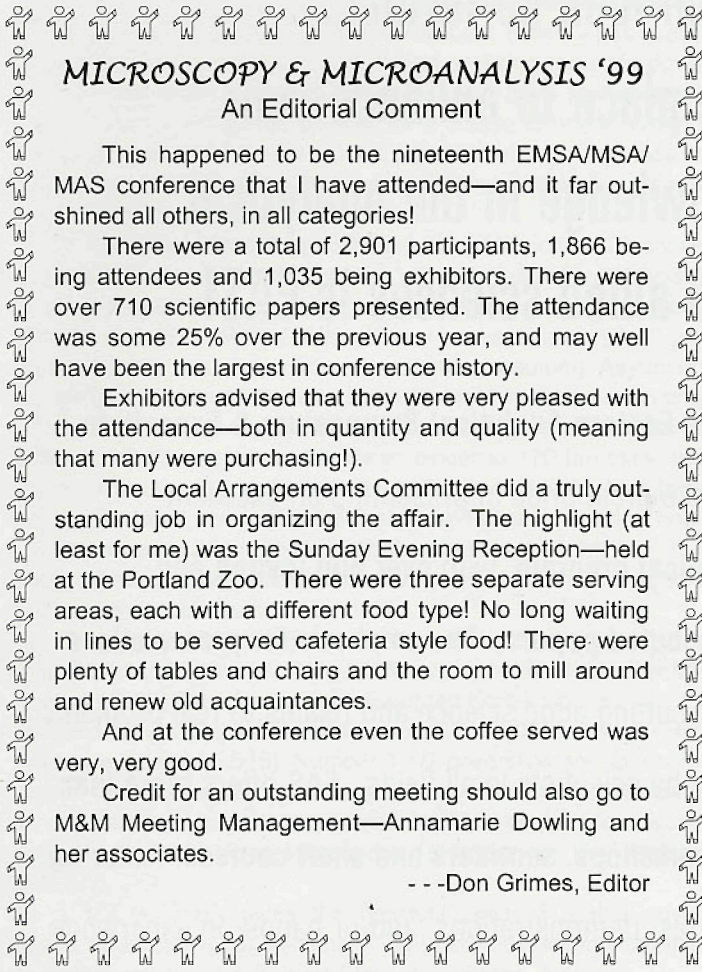 MICROSCOPY & MICROANALYSIS ‘99
An Editorial Comment
This happened to be the nineteenth EMSA/MSA/
MAS conference that I have attended—and it far out-
shined all others, in all categories!
There were a total of 2,901 participants, 1,866 be-
ing attendees and 1,035 being exhibitors. There were
over 710 scientific papers presented. The attendance
was some 25% over the previous year, and may well
have been the largest in conference history.
Exhibitors advised that they were very pleased with
the attendance—both in quantity and quality (meaning
that many were purchasing!).
The Local Arrangements Committee did a truly out-
standing job in organizing the affair. The highlight (at
least for me) was the Sunday Evening Reception—held
at the Portland Zoo. There were three separate serving
areas, each with a different food type! No long waiting
in lines to be served cafeteria style food! There were
plenty of tables and chairs and the room to mill around
and renew old acquaintances.
And at the conference even the coffee served was
very, very good.
Credit for an outstanding meeting should also go to
M&M Meeting Management—Annamarie Dowling and
her associates.
- - -Don Grimes, Editor